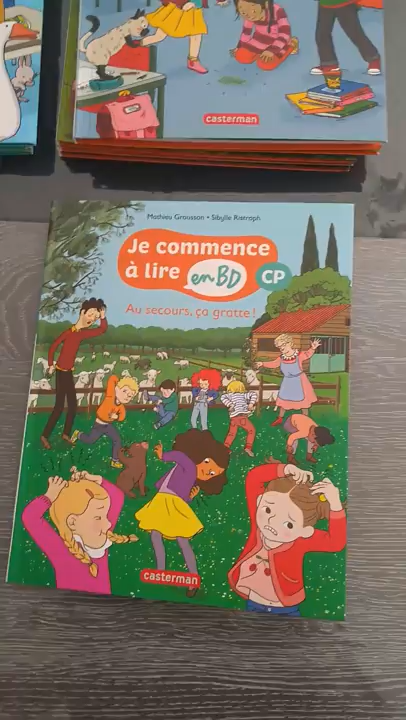 casterman
Mathieu Grousson • Sibylle Ristroph
Je commence
à lire en BD CP
Au secours, ça gratte !
casterman